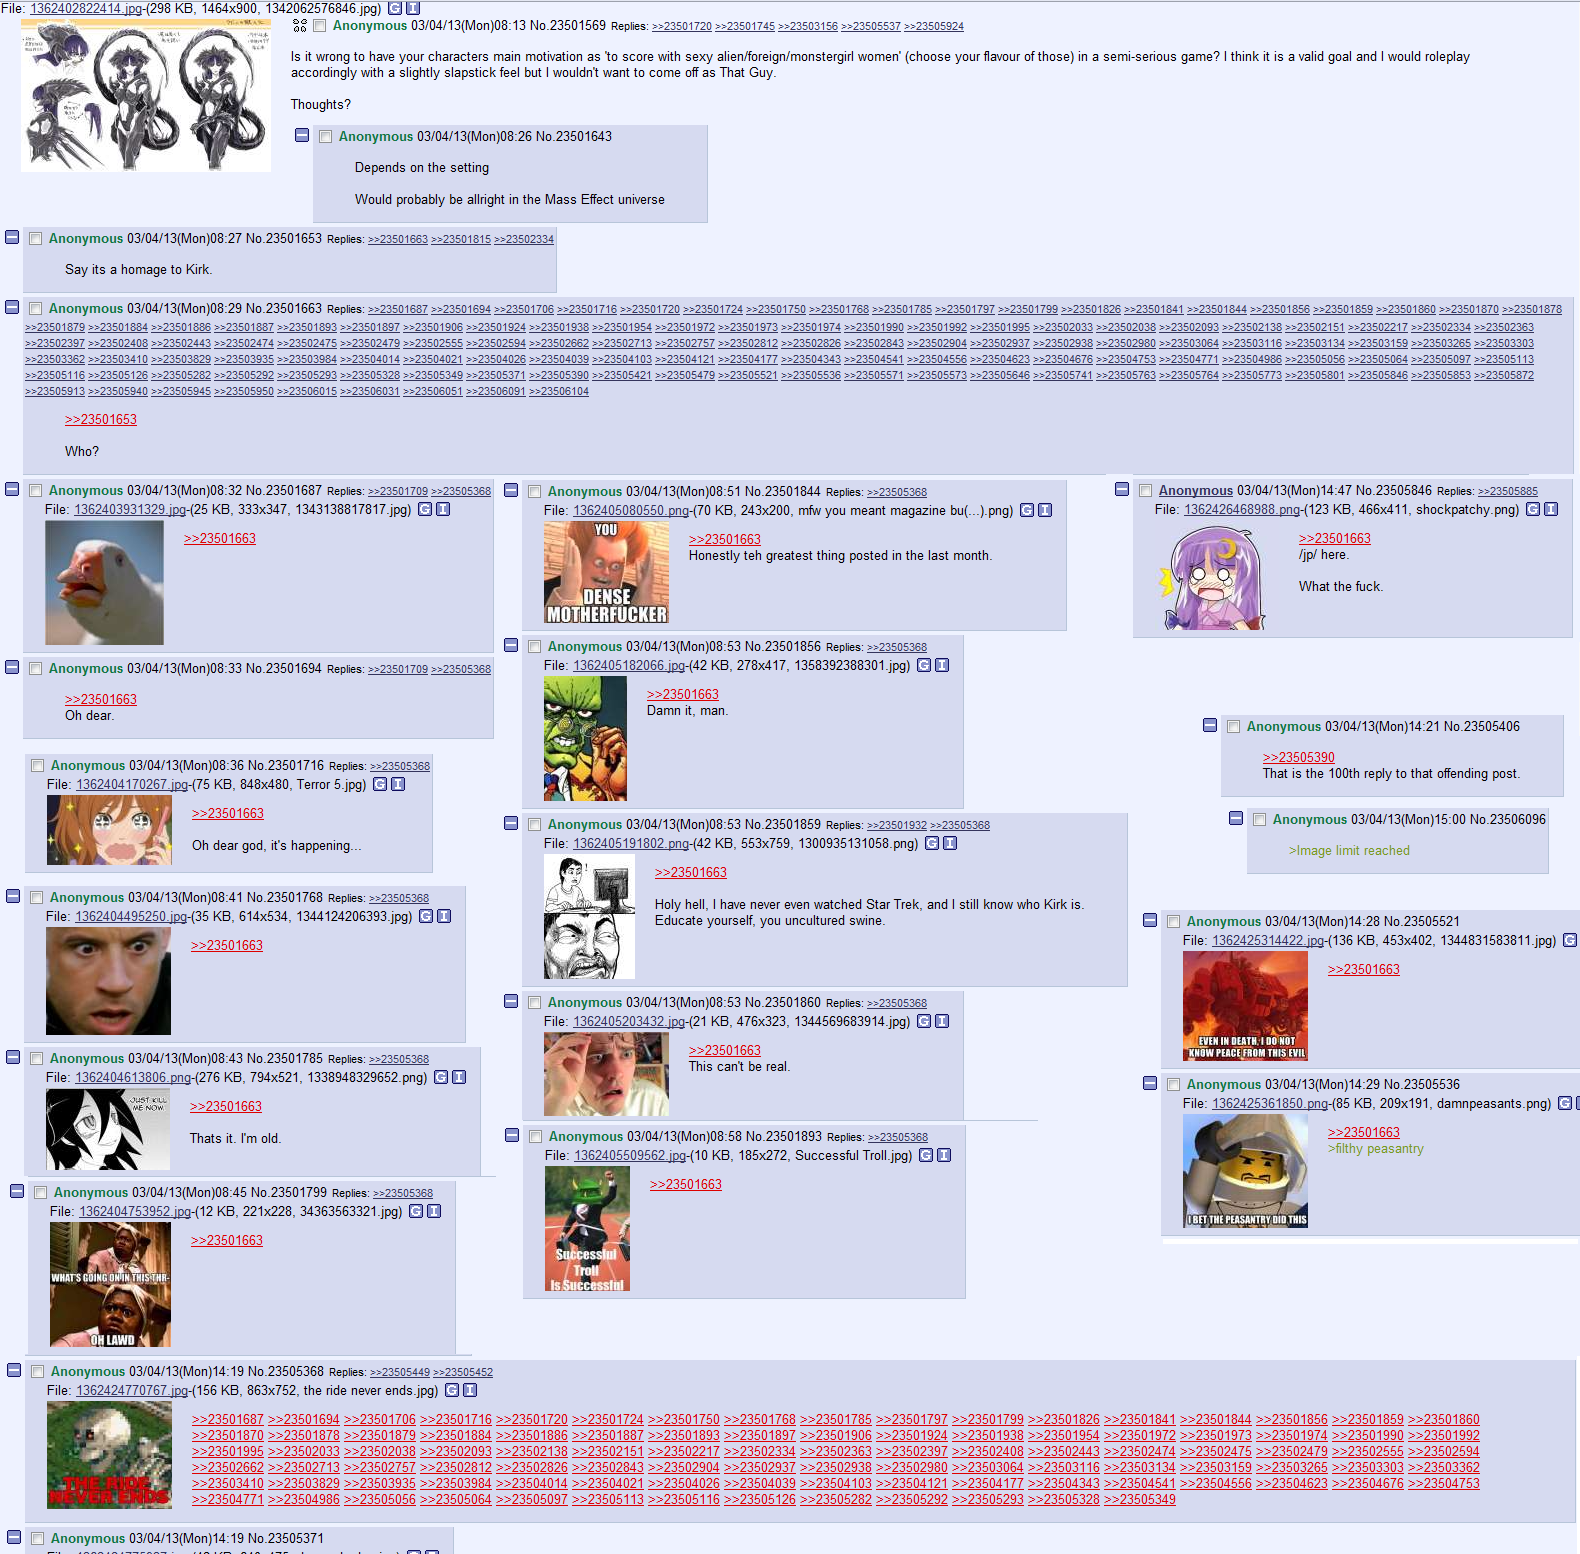 File: 1362402822414.jpg-(298 KB, 1464x900, 1342062576846.jpg) G I
Anonymous 03/04/13(Mon)08:13 No.23501569 Replies: >>23501720 >>23501745 >>23503156 >>23505537 >>23505924
Is it wrong to have your characters main motivation as 'to score with sexy alien/foreign/monstergirl women' (choose your flavour of those) in a semi-serious game? I think it is a valid goal and I would roleplay
accordingly with a slightly slapstick feel but I wouldn't want to come off as That Guy.
Thoughts?
Anonymous 03/04/13(Mon)08:26 No.23501643
Depends on the setting
Would probably be allright in the Mass Effect universe
Anonymous 03/04/13(Mon)08:27 No.23501653 Replies: >>23501663 >>23501815 >>23502334
Say its a homage to Kirk.
Anonymous 03/04/13(Mon)08:29 No.23501663 Replies: >>23501687 >>23501694 >>23501706 >>23501716 >>23501720 >>23501724 >>23501750 >>23501768 >>23501785 >>23501797 >>23501799 >>23501826 >>23501841 >>23501844 >>23501856 >>23501859 >>23501860 >>23501870 >>23501878
>>23501879 >>23501884 >>23501886 >>23501887 >>23501893 >>23501897 >>23501906 >>23501924 >>23501938 >>23501954 >>23501972 >>23501973 >>23501974 >>23501990 >>23501992 >>23501995 >>23502033 >>23502038 >>23502093 >>23502138 >>23502151 >>23502217 >>23502334 >>23502363
>>23502397 >>23502408 >>23502443 >>23502474 >>23502475 >>23502479 >>23502555 >>23502594 >>23502662 >>23502713 >>23502757 >>23502812 >>23502826 >>23502843 >>23502904 >>23502937 >>23502938 >>23502980 >>23503064 >>23503116 >>23503134 >>23503159 >>23503265 >>23503303
>>23503362 >>23503410 >>23503829 >>23503935 >>23503984 >>23504014 >>23504021 >>23504026 >>23504039 >>23504103 >>23504121 >>23504177 >>23504343 >>23504541 >>23504556 >>23504623 >>23504676 >>23504753 >>23504771 >>23504986 >>23505056 >>23505064 >>23505097 >>23505113
>>23505116 >>23505126 >>23505282 >>23505292 >>23505293 >>23505328 >>23505349 >>23505371 >>23505390 >>23505421 >>23505479 >>23505521 >>23505536 >>23505571 >>23505573 >>23505646 >>23505741 >>23505763 >>23505764 >>23505773 >>23505801 >>23505846 >>23505853 >>23505872
>>23505913 >>23505940 >>23505945 >>23505950 >>23506015 >>23506031 >>23506051 >>23506091 >>23506104
>>23501653
Who?
Anonymous 03/04/13(Mon)08:32 No.23501687 Replies: >>23501709 >>23505368
File: 1362403931329.jpg-(25 KB, 333x347, 1343138817817.jpg) G I
>>23501663
Anonymous 03/04/13(Mon)08:33 No.23501694 Replies: >>23501709 >>23505368
>>23501663
Oh dear.
Anonymous 03/04/13(Mon)08:36 No.23501716 Replies: >>23505368
File: 1362404170267.jpg-(75 KB, 848x480, Terror 5.jpg) G I
>>23501663
Oh dear god, it's happening...
Anonymous 03/04/13(Mon)08:41 No.23501768 Replies: >>23505368
File: 1362404495250.jpg-(35 KB, 614x534, 1344124206393.jpg) G I
>>23501663
Anonymous 03/04/13(Mon)08:43 No.23501785 Replies: >>23505368
File: 1362404613806.png-(276 KB, 794x521, 1338948329652.png) G I
JUST KILL
ME NOW.
>>23501663
Thats it. I'm old.
Anonymous 03/04/13(Mon)08:45 No.23501799 Replies: >>23505368
File: 1362404753952.jpg-(12 KB, 221x228, 34363563321.jpg) G I
>>23501663
WHAT'S GOING ON IN THIS THR-
OH LAWD
Anonymous 03/04/13(Mon)08:51 No.23501844 Replies: >>23505368
File: 1362405080550.png-(70 KB, 243x200, mfw you meant magazine bu(...).png) G I
YOU
DENSE
MOTHERFUCKER
>>23501663
Honestly teh greatest thing posted in the last month.
Anonymous 03/04/13(Mon)08:53 No.23501856 Replies: >>23505368
File: 1362405182066.jpg-(42 KB, 278x417, 1358392388301.jpg) G I
>>23501663
Damn it, man.
Anonymous 03/04/13(Mon)08:53 No.23501859 Replies: >>23501932 >>23505368
File: 1362405191802.png-(42 KB, 553x759, 1300935131058.png) G I
>>23501663
Holy hell, I have never even watched Star Trek, and I still know who Kirk is.
Educate yourself, you uncultured swine.
Anonymous 03/04/13(Mon)08:53 No.23501860 Replies: >>23505368
File: 1362405203432.jpg-(21 KB, 476x323, 1344569683914.jpg) G I
>>23501663
This can't be real.
Anonymous 03/04/13(Mon)08:58 No.23501893 Replies: >>23505368
File: 1362405509562.jpg-(10 KB, 185x272, Successful Troll.jpg) G I
>>23501663
Successful
Troll
Is Successful
Anonymous 03/04/13(Mon)14:47 No.23505846 Replies: >>23505885
File: 1362426468988.png-(123 KB, 466x411, shockpatchy.png) G I
>>23501663
/jp/ here.
What the fuck.
Anonymous 03/04/13(Mon)14:21 No.23505406
>>23505390
That is the 100th reply to that offending post.
Anonymous 03/04/13(Mon)15:00 No.23506096
>Image limit reached
Anonymous 03/04/13(Mon)14:28 No.23505521
File: 1362425314422.jpg-(136 KB, 453x402, 1344831583811.jpg) G
>>23501663
EVEN IN DEATH, I DO NOT
KNOW PEACE FROM THIS EVIL
Anonymous 03/04/13(Mon)14:29 No.23505536
File: 1362425361850.png-(85 KB, 209x191, damnpeasants.png) G
>>23501663
>filthy peasantry
I BET THE PEASANTRY DID THIS
Anonymous 03/04/13(Mon)14:19 No.23505368 Replies: >>23505449 >>23505452
File: 1362424770767.jpg-(156 KB, 863x752, the ride never ends.jpg) G I
THE RIDE
NEVER ENDS
>>23501687 >>23501694 >>23501706 >>23501716 >>23501720 >>23501724 >>23501750 >>23501768 >>23501785 >>23501797 >>23501799 >>23501826 >>23501841 >>23501844 >>23501856 >>23501859 >>23501860
>>23501870 >>23501878 >>23501879 >>23501884 >>23501886 >>23501887 >>23501893 >>23501897 >>23501906 >>23501924 >>23501938 >>23501954 >>23501972 >>23501973 >>23501974 >>23501990 >>23501992
>>23501995 >>23502033 >>23502038 >>23502093 >>23502138 >>23502151 >>23502217 >>23502334 >>23502363 >>23502397 >>23502408 >>23502443 >>23502474 >>23502475 >>23502479 >>23502555 >>23502594
>>23502662 >>23502713 >>23502757 >>23502812 >>23502826 >>23502843 >>23502904 >>23502937 >>23502938 >>23502980 >>23503064 >>23503116 >>23503134 >>23503159 >>23503265 >>23503303 >>23503362
>>23503410 >>23503829 >>23503935 >>23503984 >>23504014 >>23504021 >>23504026 >>23504039 >>23504103 >>23504121 >>23504177 >>23504343 >>23504541 >>23504556 >>23504623 >>23504676 >>23504753
>>23504771 >>23504986 >>23505056 >>23505064 >>23505097 >>23505113 >>23505116 >>23505126 >>23505282 >>23505292 >>23505293 >>23505328 >>23505349
Anonymous 03/04/13(Mon)14:19 No.23505371